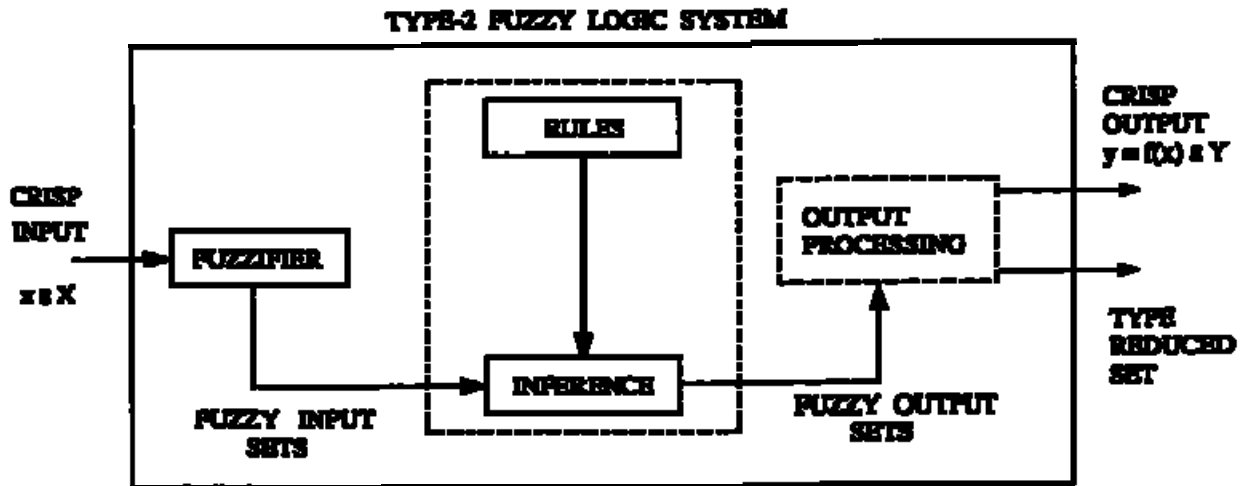 TYPE-2 FUZZY LOGIC SYSTEM
RULES
CRISP
OUTPUT
y = f(x) ε Y
CRISP
INPUT
x ε X
FUZZIFIER
OUTPUT
PROCESSING
INFERENCE
FUZZY INPUT
SETS
FUZZY OUTPUT
SETS
TYPE
REDUCED
SET